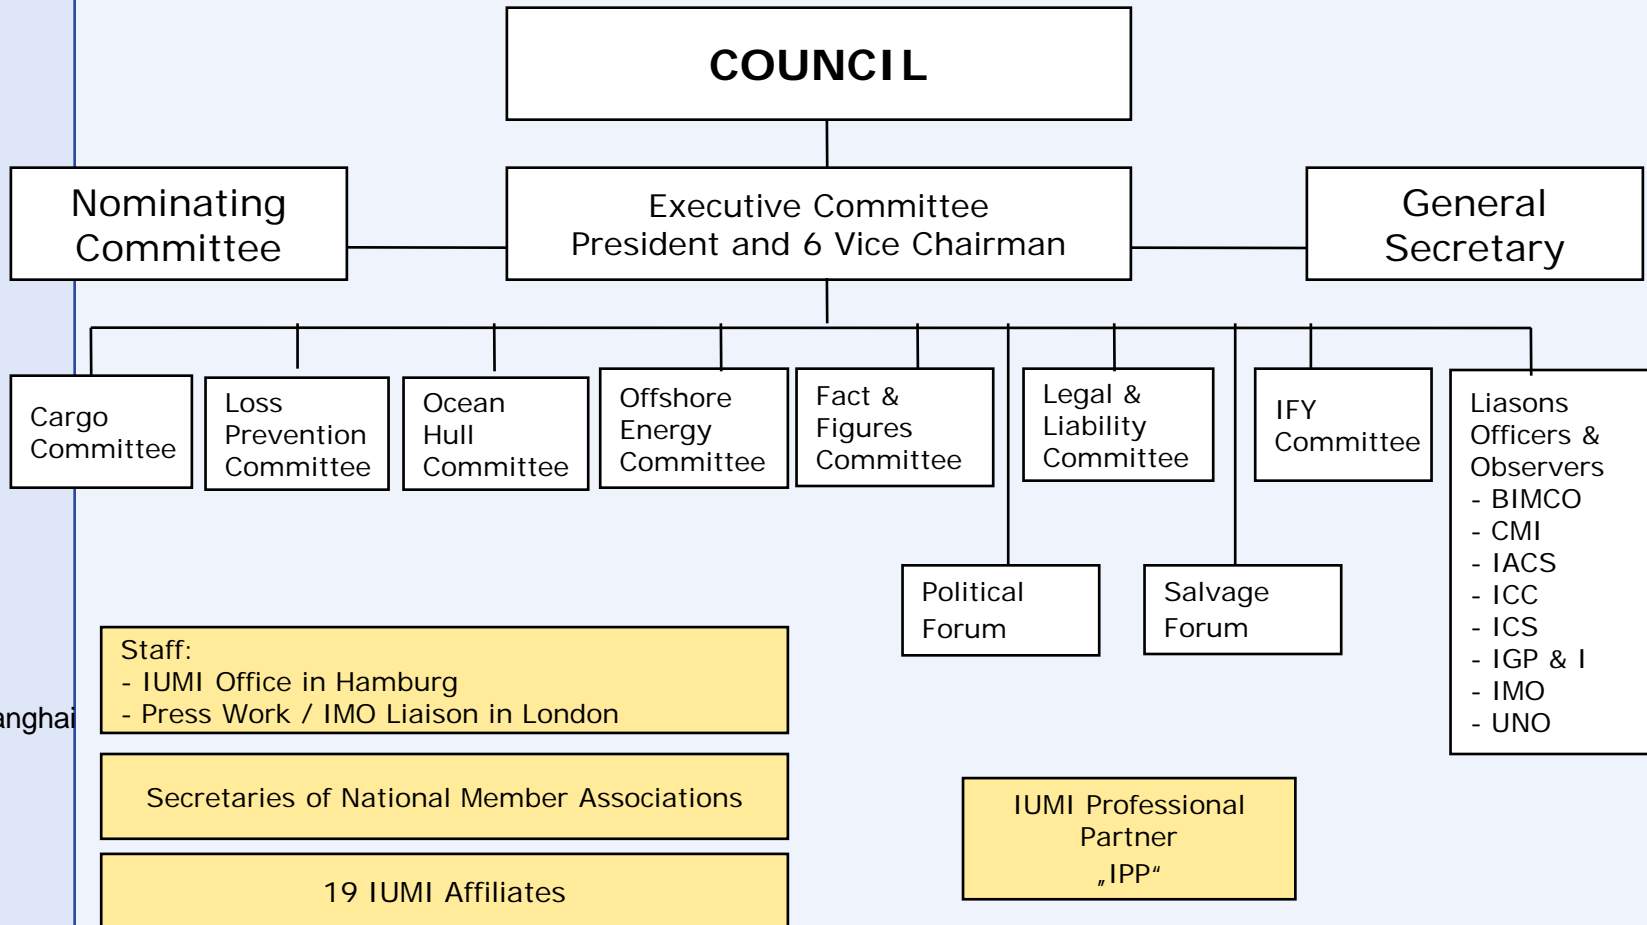 COUNCIL
Nominating
Committee
Executive Committee
President and 6 Vice Chairman
General
Secretary
Cargo
Committee
Loss
Prevention
Committee
Ocean
Hull
Committee
Offshore
Energy
Committee
Fact &
Figures
Committee
Legal &
Liability
Committee
IFY
Committee
Liasons
Officers &
Observers
- BIMCO
- CMI
- IACS
- ICC
- ICS
- IGP & I
- IMO
- UNO
Political
Forum
Salvage
Forum
Staff:
- IUMI Office in Hamburg
- Press Work / IMO Liaison in London
anghai
Secretaries of National Member Associations
19 IUMI Affiliates
IUMI Professional
Partner
„IPP“